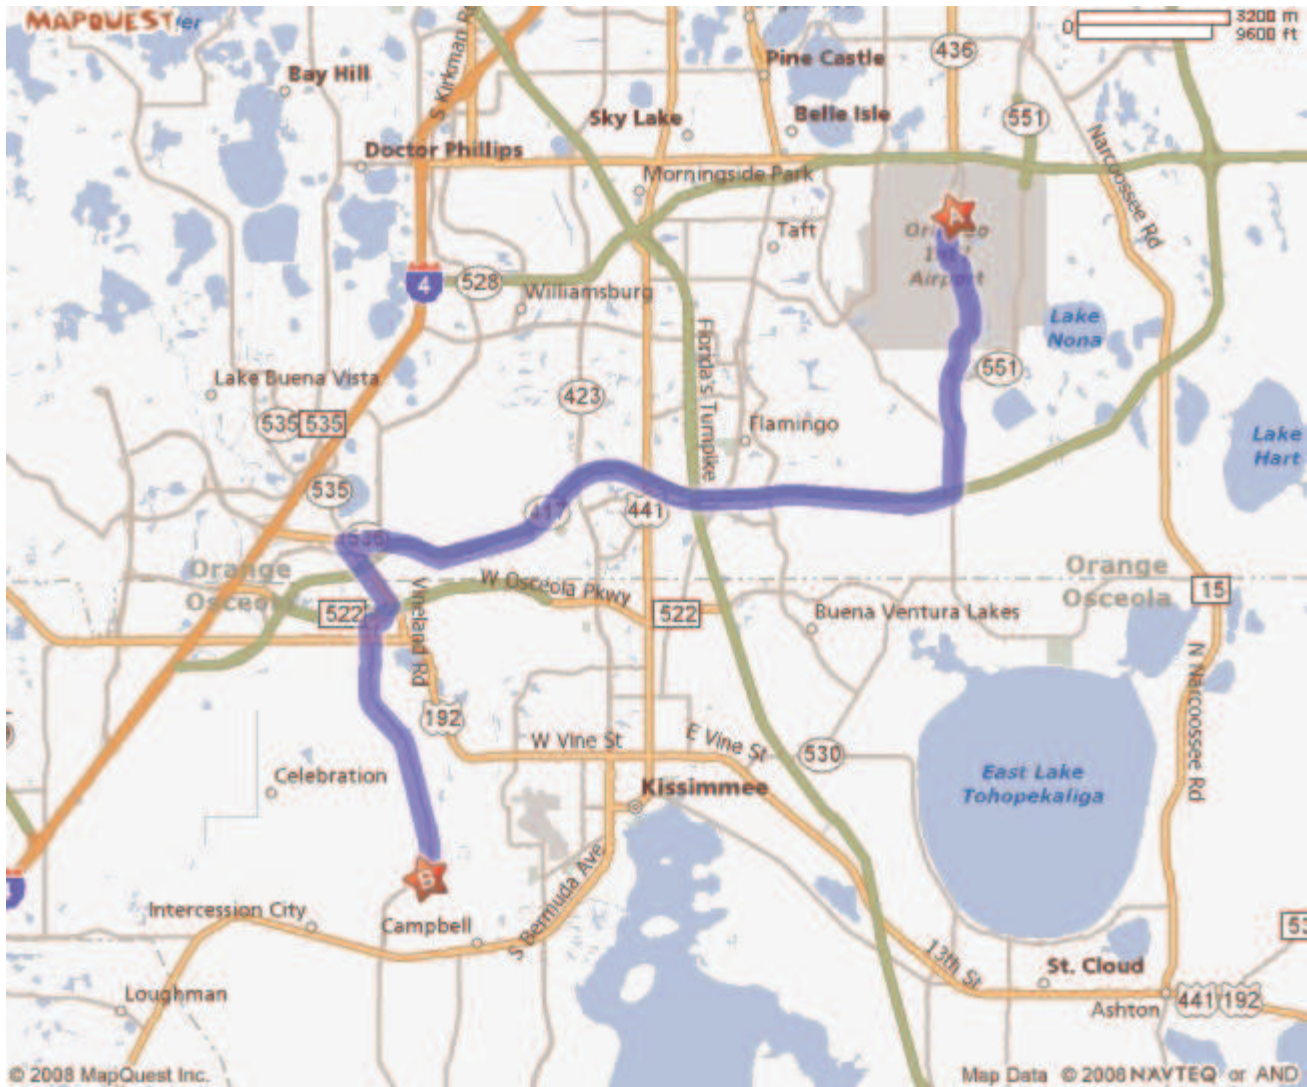 MAPQUEST
0
3200 m
9600 ft
Bay Hill
S Kirkman Rd
Pine Castle
436
Sky Lake
Belle Isle
551
Doctor Phillips
Narcossee Rd
Morningside Park
Taft
A
Airport
4
528
Williamsburg
Lake
Nona
Florida's Turnpike
551
Lake Buena Vista
423
535
535
Flamingo
Lake
Hart
535
417
441
535
Orange
Osceola
W Osceola Pkwy
Orange
Osceola
15
522
522
Buena Ventura Lakes
Vineland Rd
N Narcoossee Rd
192
W Vine St
E Vine St
530
Celebration
Kissimmee
East Lake
Tohopekaliga
B
Intercession City
Campbell
S Bermuda Ave
13th St
St. Cloud
Loughman
Ashton
441
192
© 2008 MapQuest Inc.
Map Data © 2008 NAVTEQ or AND